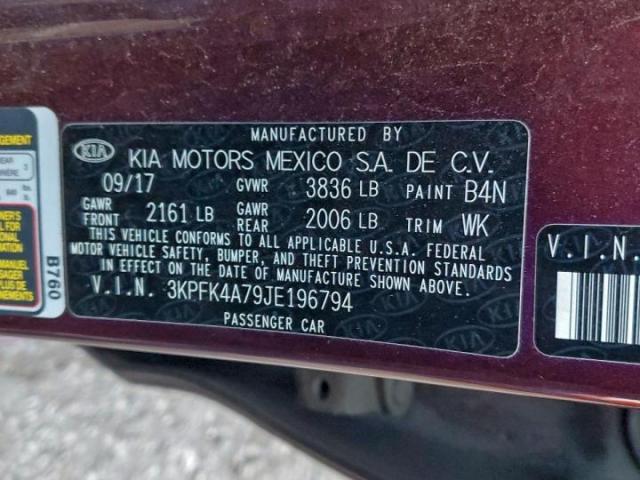 MANUFACTURED BY
KIA KIA MOTORS MEXICO S.A. DE C.V.
09/17 GVWR 3836 LB PAINT B4N
GAWR FRONT 2161 LB GAWR REAR 2006 LB TRIM WK
THIS VEHICLE CONFORMS TO ALL APPLICABLE U.S.A. FEDERAL
MOTOR VEHICLE SAFETY, BUMPER, AND THEFT PREVENTION STANDARDS
IN EFFECT ON THE DATE OF MANUFACTURE SHOWN ABOVE.
V.I.N. 3KPFK4A79JE196794
PASSENGER CAR
B760
V.I.N.